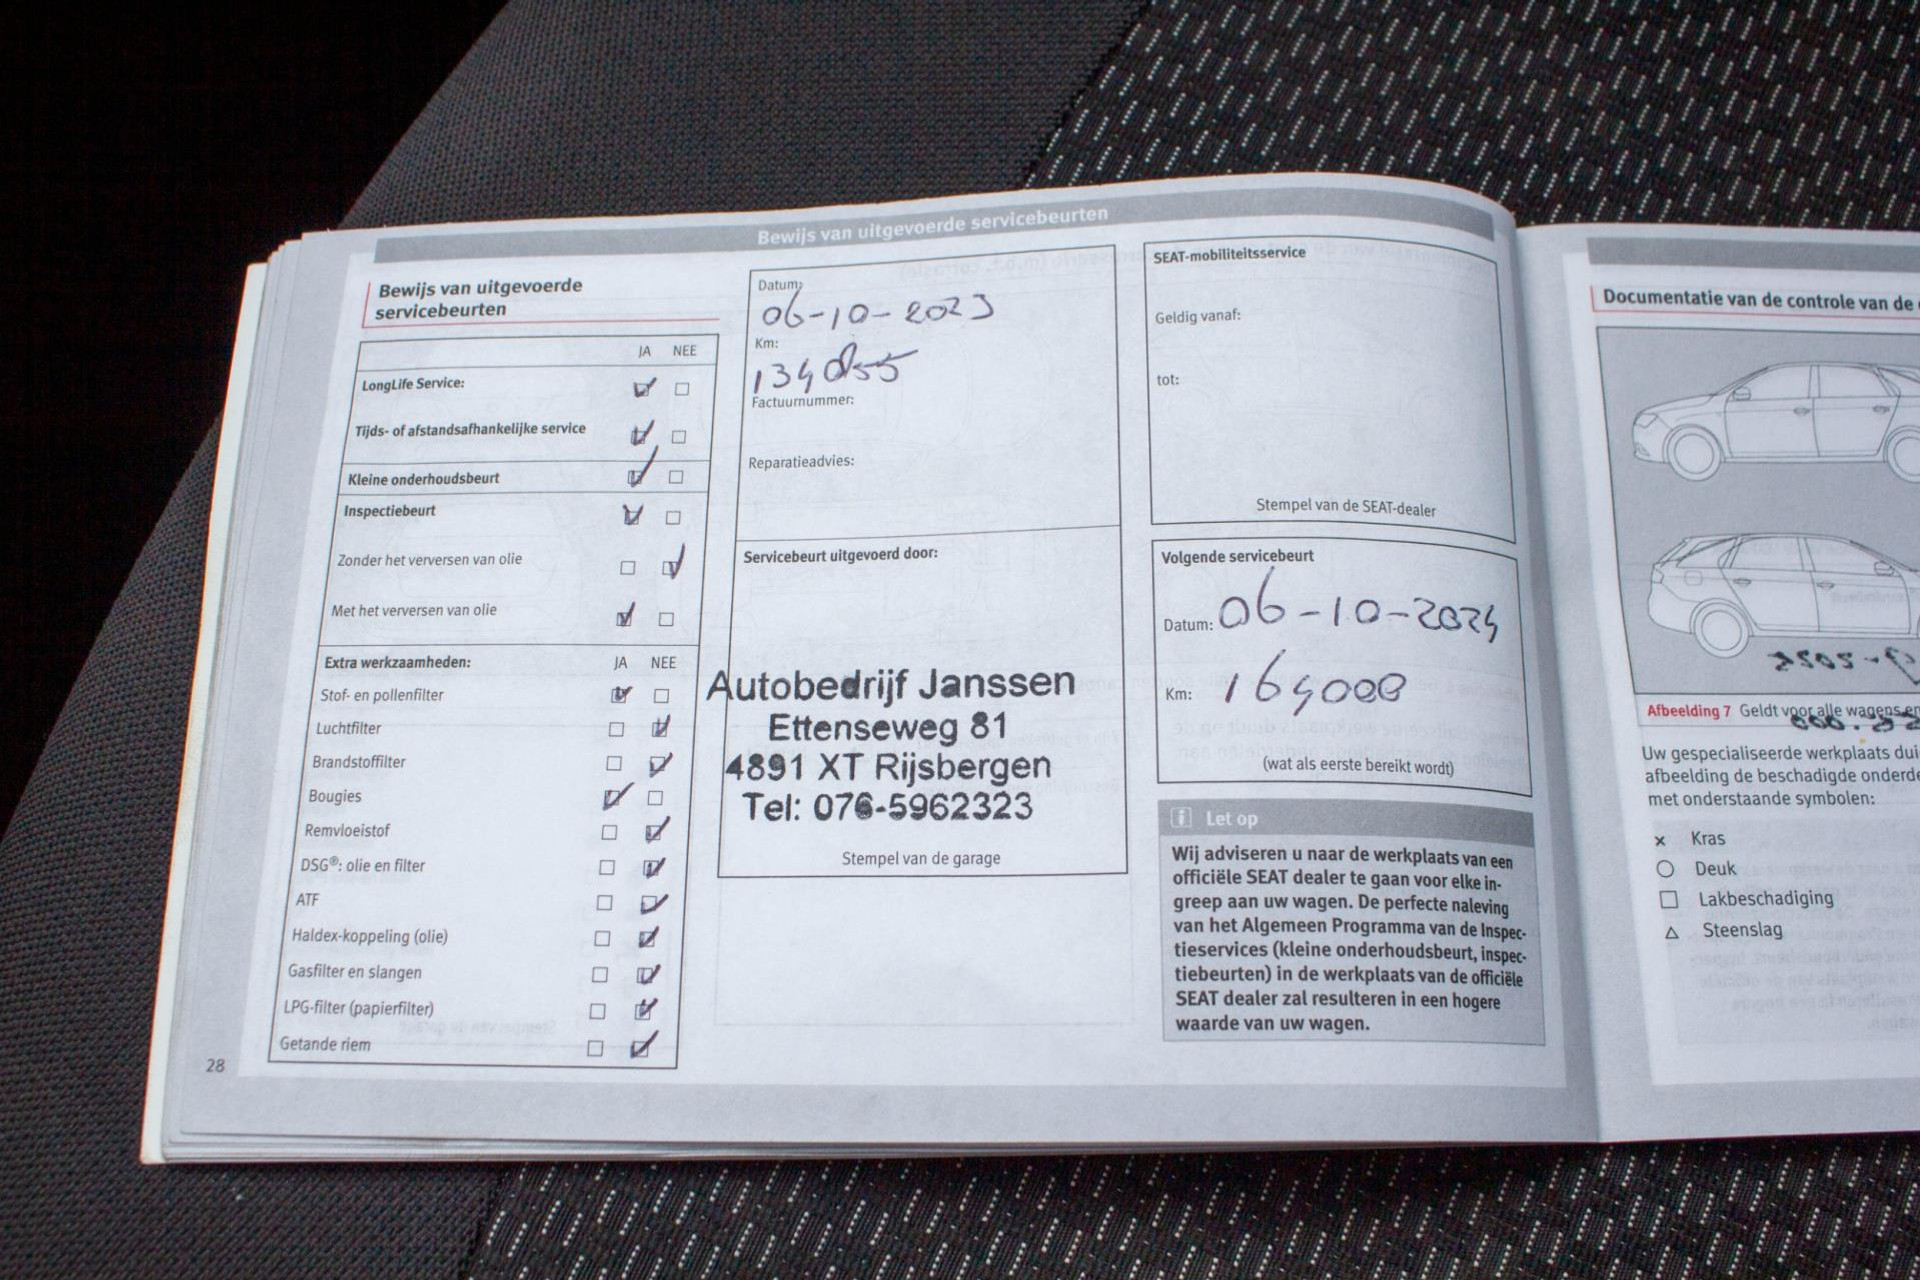 Bewijs van uitgevoerde servicebeurten
Bewijs van uitgevoerde
servicebeurten
JA NEE
LongLife Service:
Tijds- of afstandsafhankelijke service
Kleine onderhoudsbeurt
Inspectiebeurt
Zonder het verversen van olie
Met het verversen van olie
Extra werkzaamheden: JA NEE
Stof- en pollenfilter
Luchtfilter
Brandstoffilter
Bougies
Remvloeistof
DSG®: olie en filter
ATF
Haldex-koppeling (olie)
Gasfilter en slangen
LPG-filter (papierfilter)
Getande riem
28
Datum:
06-10-2023
Km:
134055
Factuurnummer:
Reparatieadvies:
Servicebeurt uitgevoerd door:
Autobedrijf Janssen
Ettenseweg 81
4891 XT Rijsbergen
Tel: 076-5962323
Stempel van de garage
SEAT-mobiliteitsservice
Geldig vanaf:
tot:
Stempel van de SEAT-dealer
Volgende servicebeurt
Datum: 06-10-2024
Km: 164000
(wat als eerste bereikt wordt)
i Let op
Wij adviseren u naar de werkplaats van een
officiële SEAT dealer te gaan voor elke in-
greep aan uw wagen. De perfecte naleving
van het Algemeen Programma van de Inspec-
tieservices (kleine onderhoudsbeurt, inspec-
tiebeurten) in de werkplaats van de officiële
SEAT dealer zal resulteren in een hogere
waarde van uw wagen.
Documentatie van de controle van de
Afbeelding 7 Geldt voor alle wagens en
Uw gespecialiseerde werkplaats dui
afbeelding de beschadigde onderde
met onderstaande symbolen:
Kras
Deuk
Lakbeschadiging
Steenslag